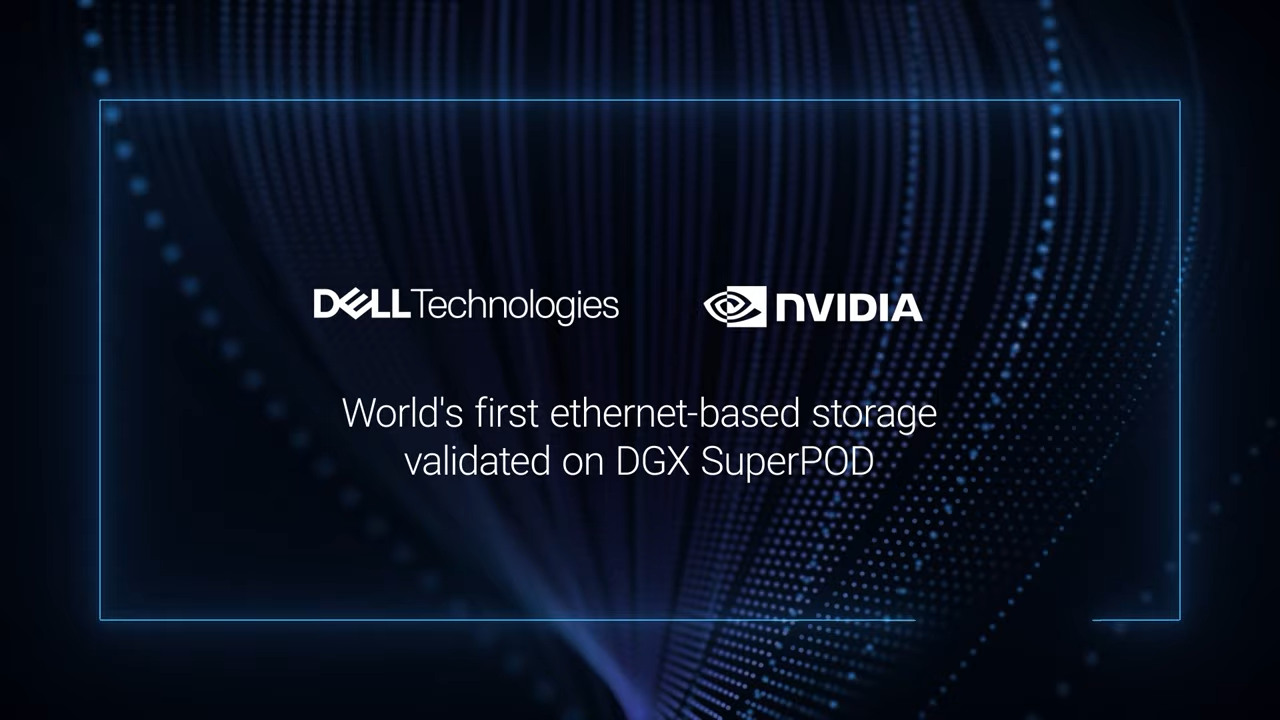 DELLTechnologies NVIDIA
World's first ethernet-based storage
validated on DGX SuperPOD